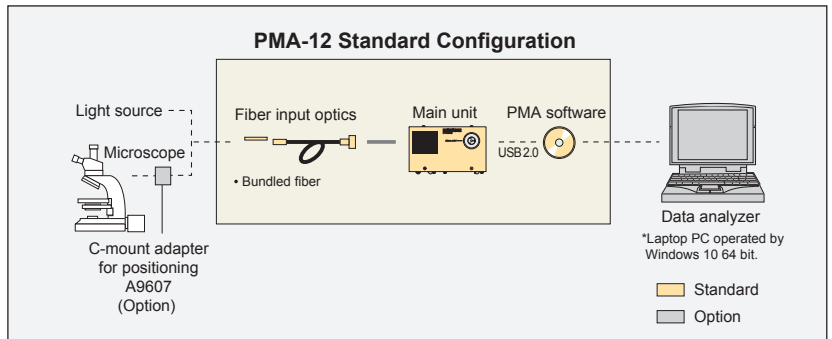 PMA-12 Standard Configuration
Light source
Microscope
C-mount adapter
for positioning
A9607
(Option)
Fiber input optics
• Bundled fiber
Main unit
PMA software
USB 2.0
Data analyzer
*Laptop PC operated by
Windows 10 64 bit.
Standard
Option